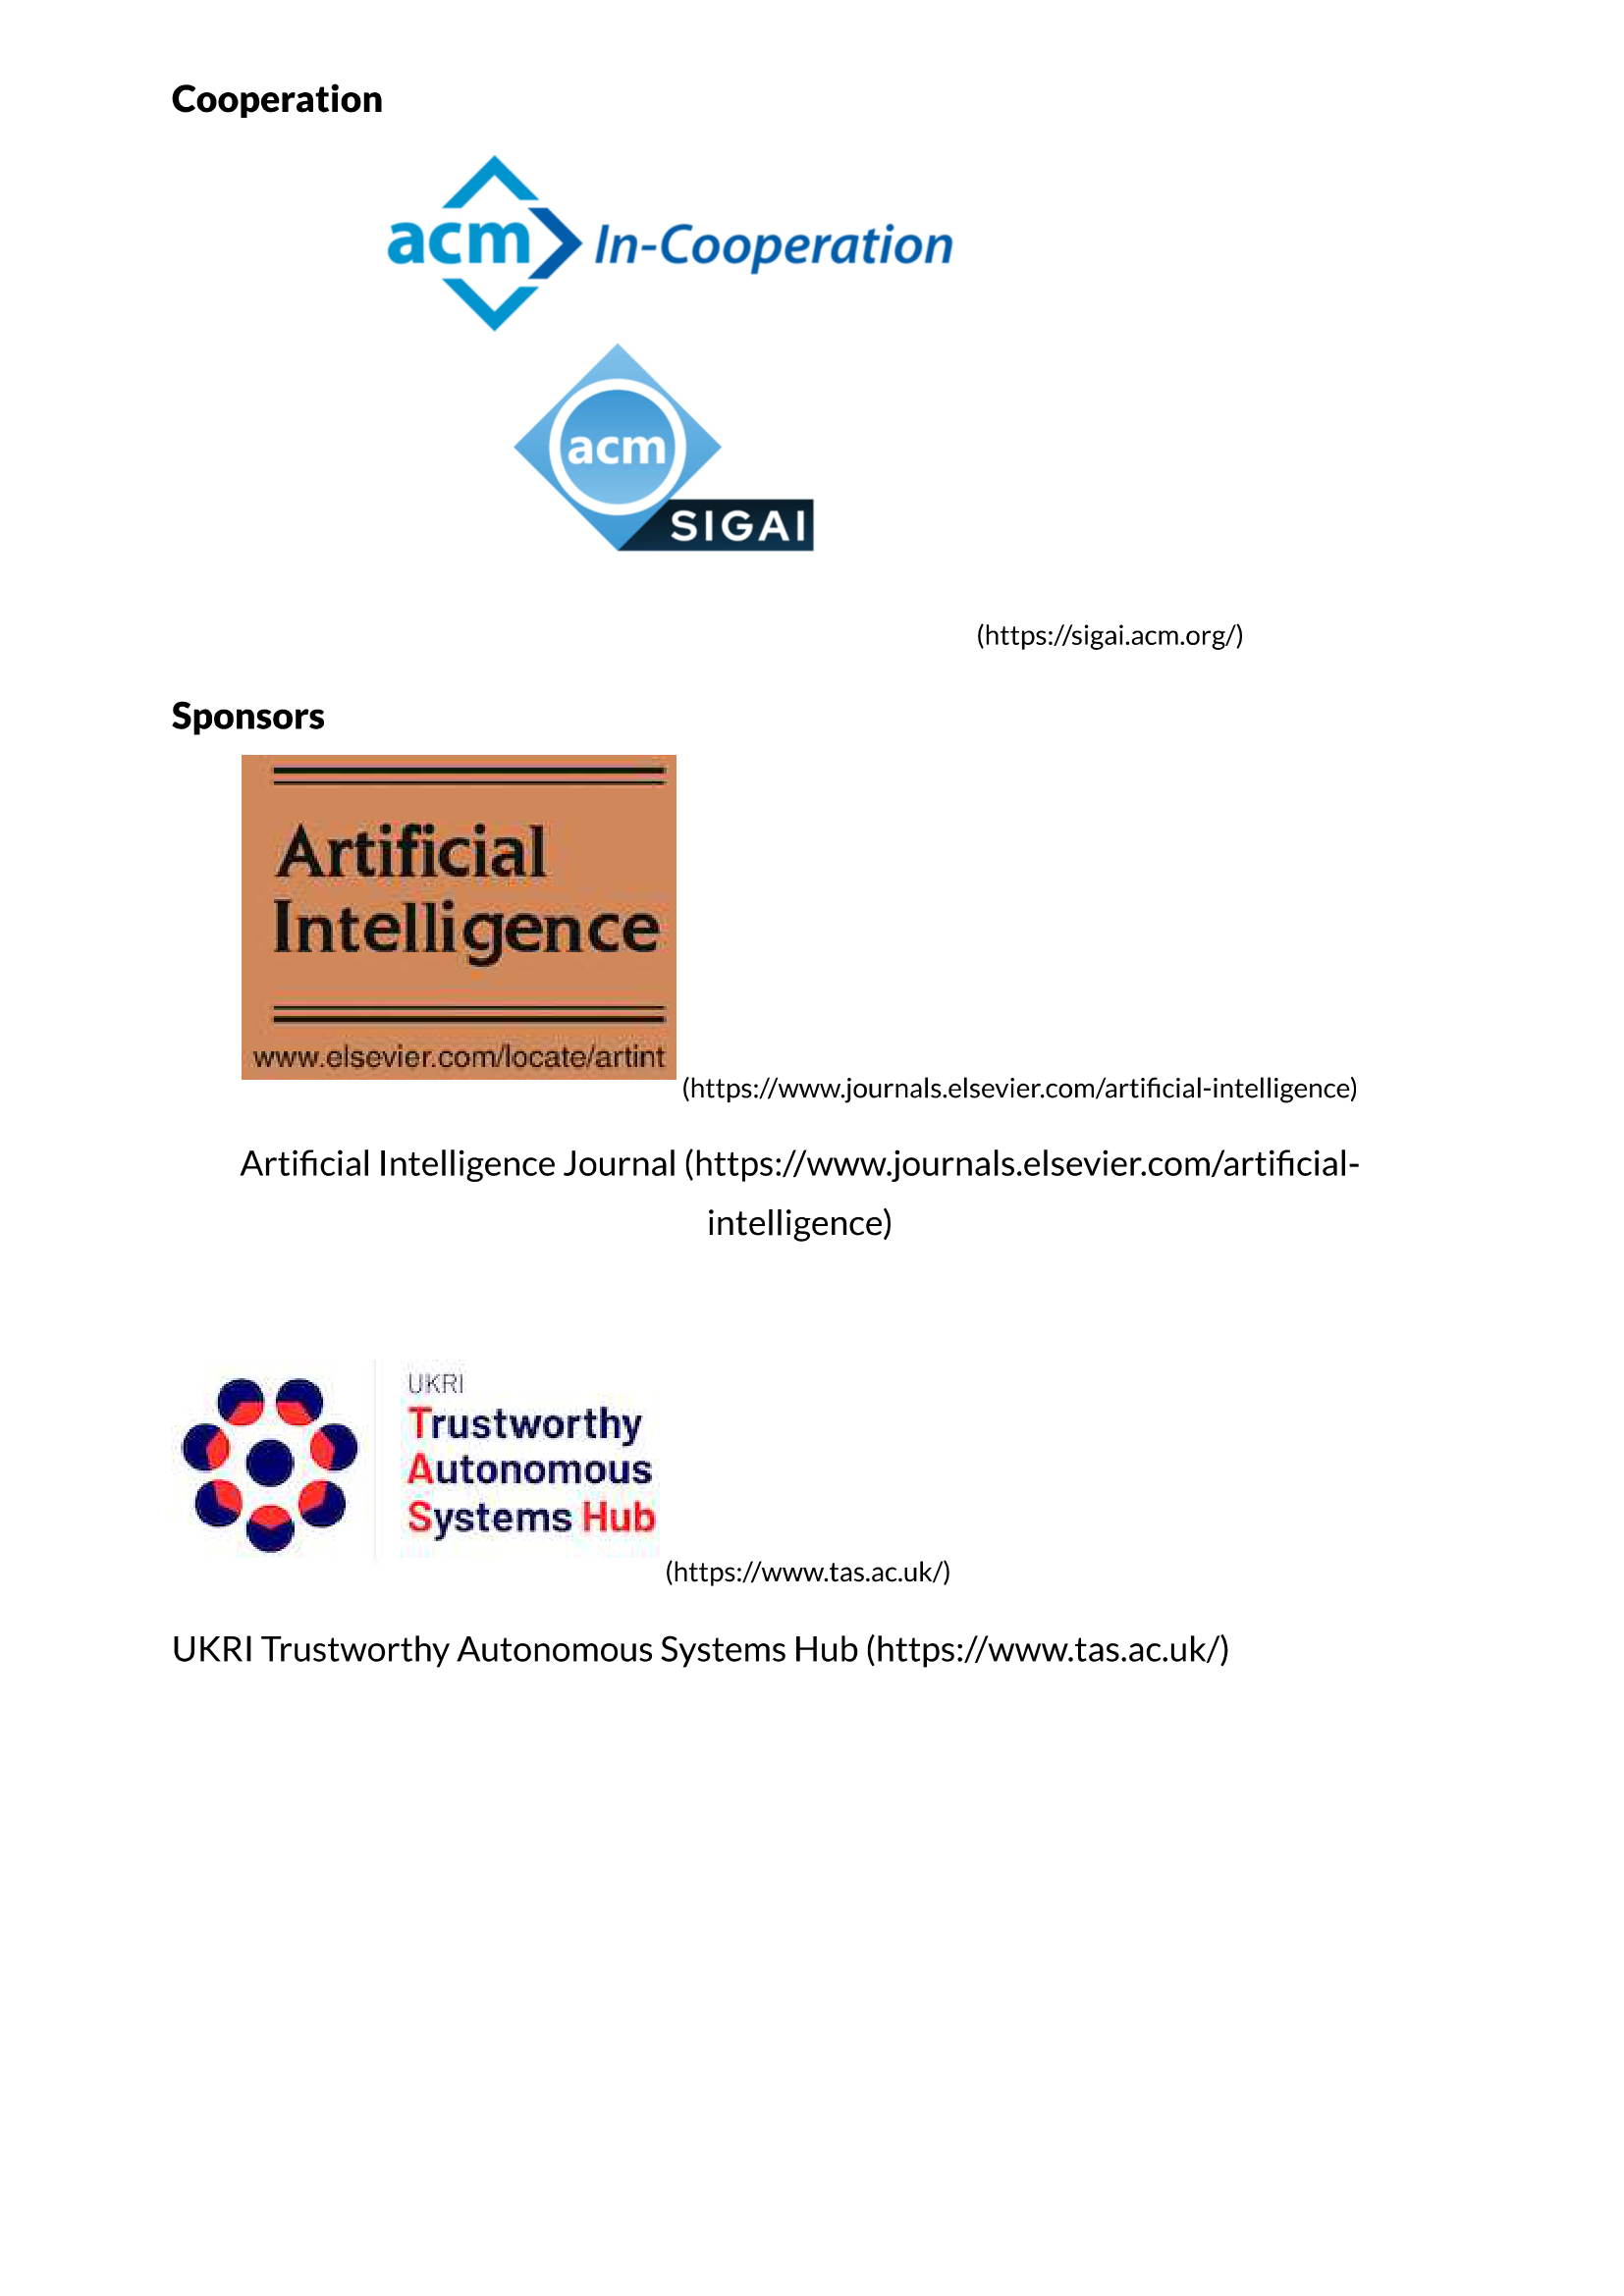 Cooperation
acm In-Cooperation
acm
SIGAI
(https://sigai.acm.org/)
Sponsors
Artificial
Intelligence
www.elsevier.com/locate/artint
(https://www.journals.elsevier.com/artificial-intelligence)
Artificial Intelligence Journal (https://www.journals.elsevier.com/artificial-
intelligence)
UKRI
Trustworthy
Autonomous
Systems Hub
(https://www.tas.ac.uk/)
UKRI Trustworthy Autonomous Systems Hub (https://www.tas.ac.uk/)